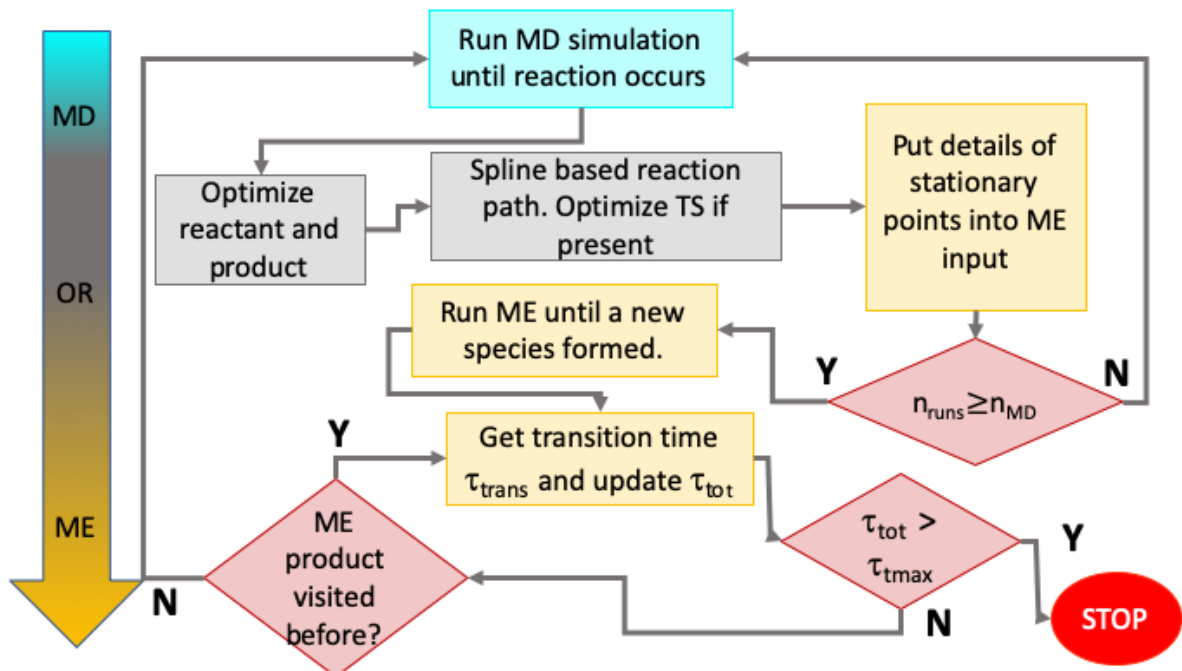 Run MD simulation
until reaction occurs
MD
OR
ME
Optimize
reactant and
product
Spline based reaction
path. Optimize TS if
present
Put details of
stationary
points into ME
input
Run ME until a new
species formed.
Y
N
nruns≥nMD
Get transition time
τtrans and update τtot
Y
ME
product
visited
before?
N
τtot >
τtmax
Y
N
STOP